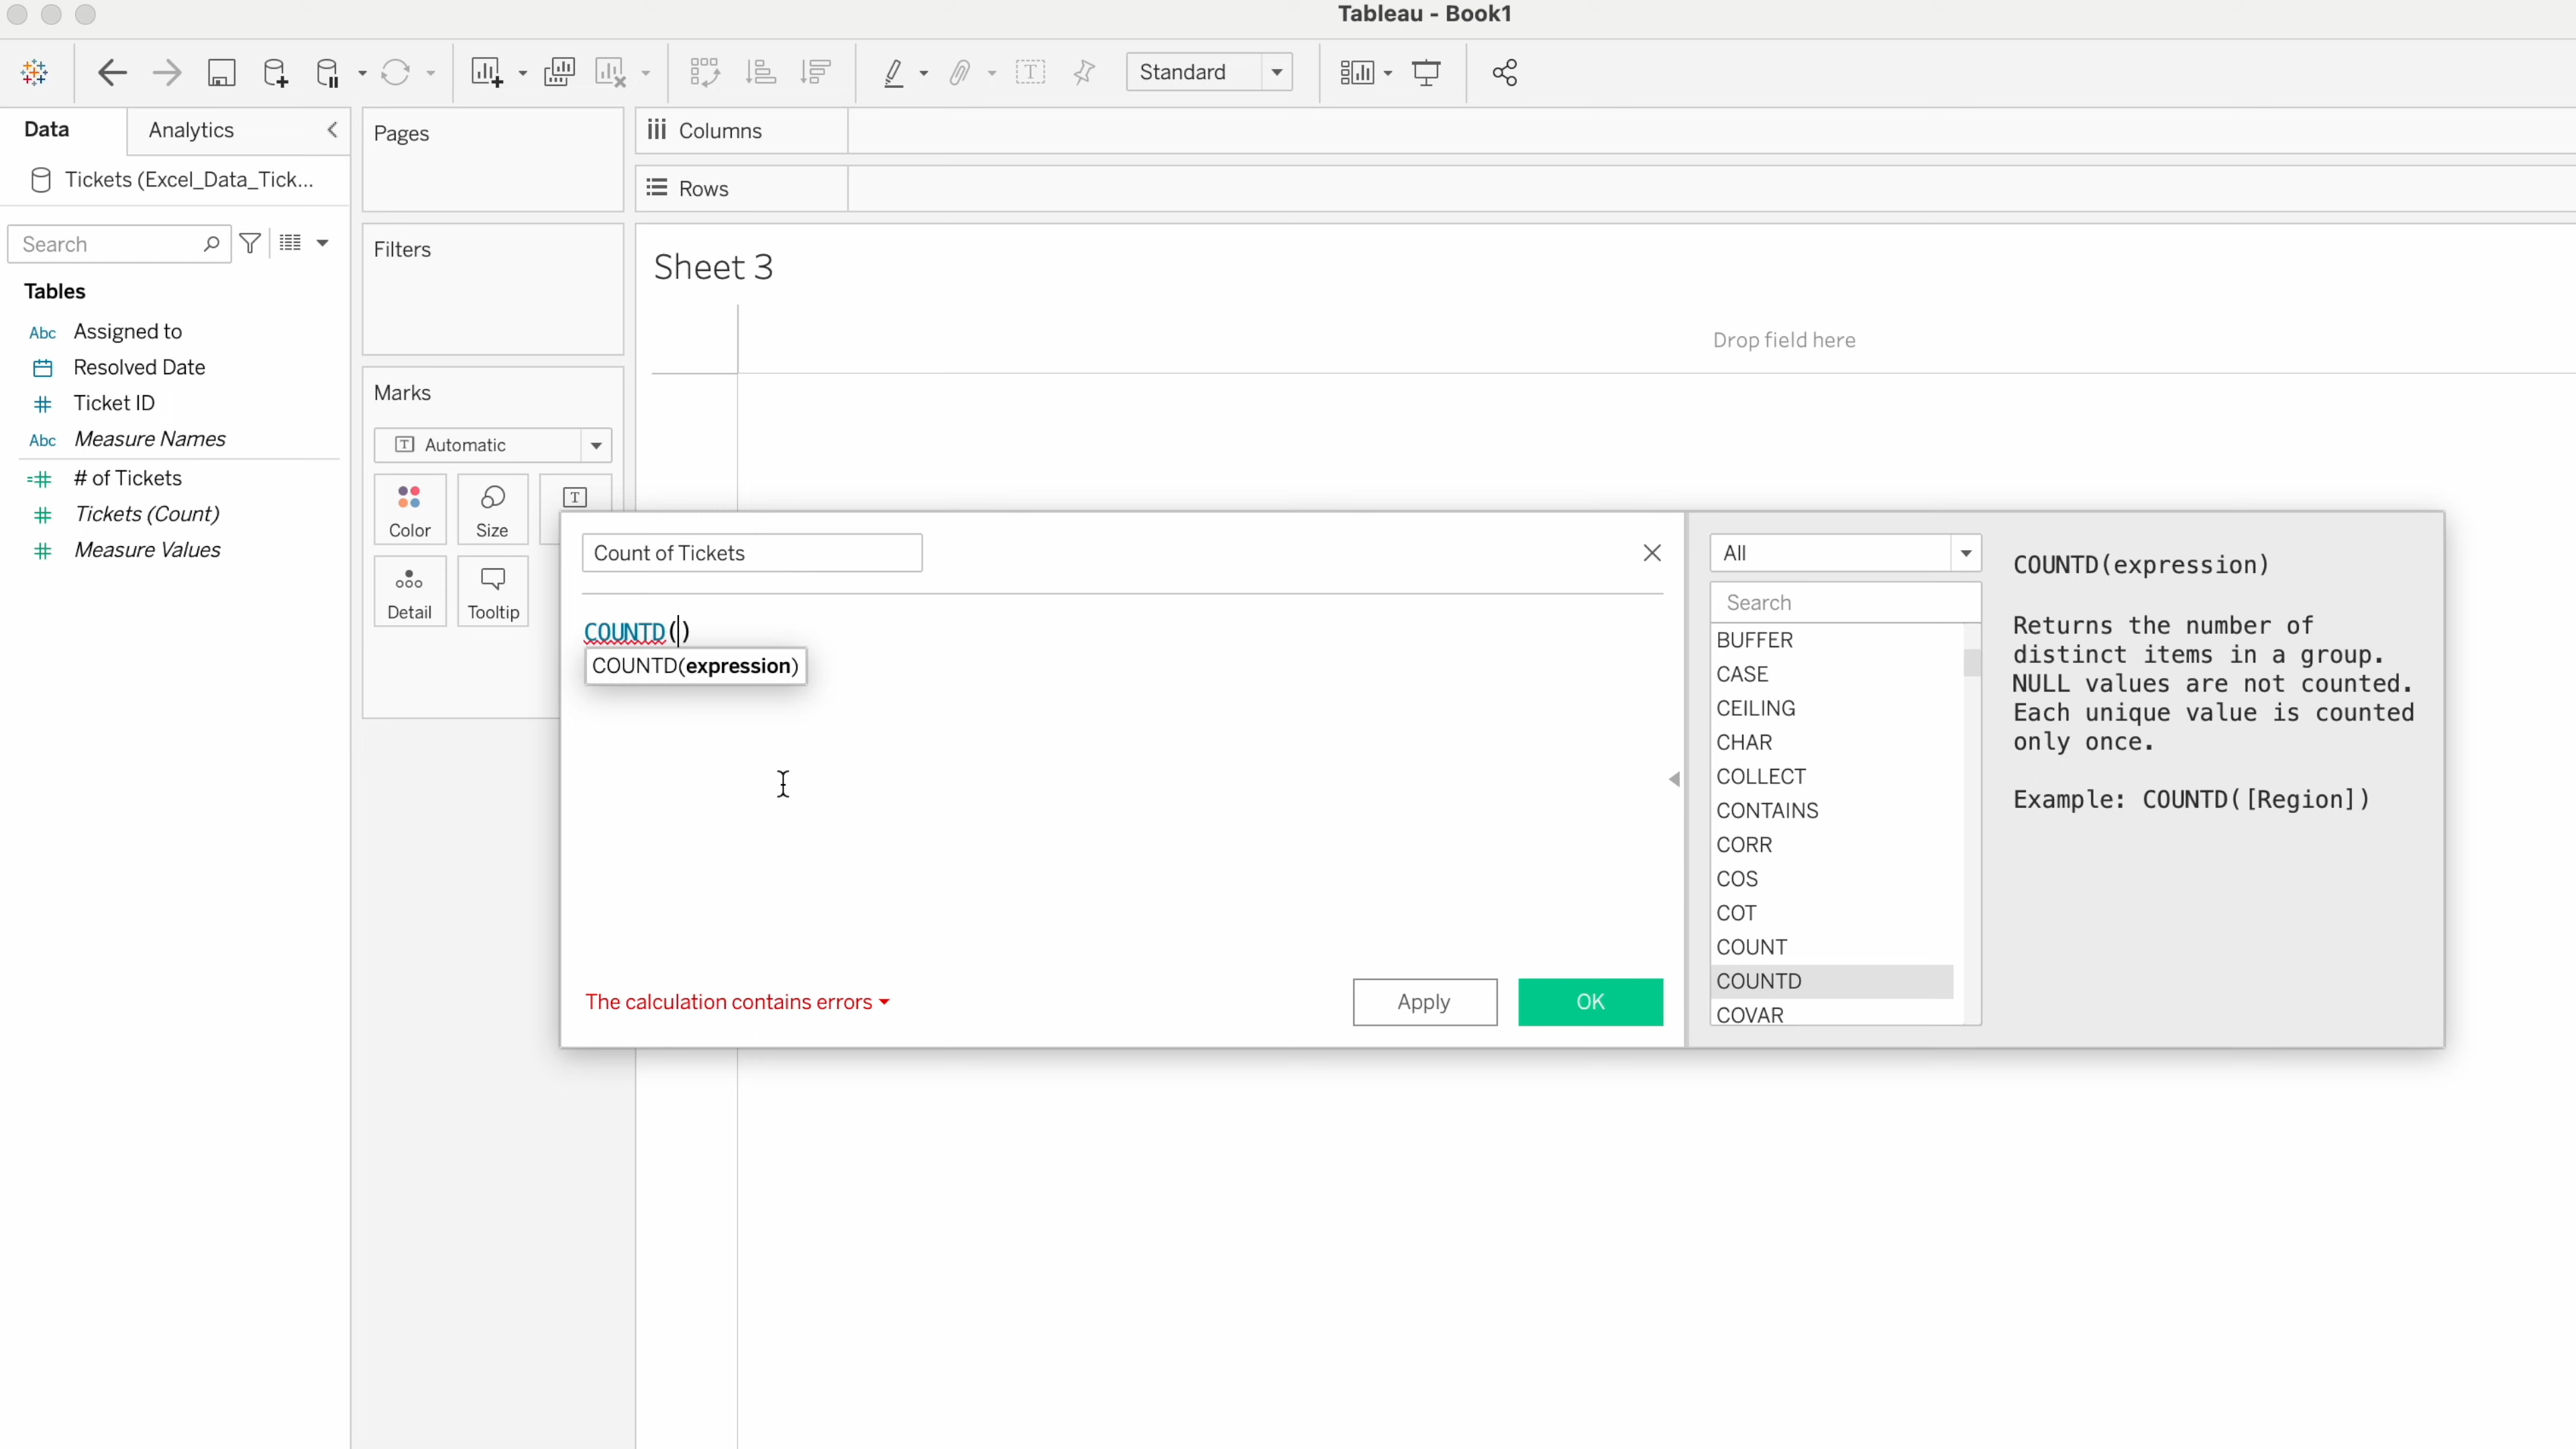 Tableau - Book1
Standard
Data
Analytics
Tickets (Excel_Data_Tick...
Search
Tables
Abc Assigned to
Resolved Date
Ticket ID
Abc Measure Names
# of Tickets
Tickets (Count)
Measure Values
Pages
Filters
Marks
Automatic
Color
Size
Detail
Tooltip
Columns
Rows
Sheet 3
Drop field here
Count of Tickets
COUNTD()
COUNTD(expression)
The calculation contains errors
Apply
OK
All
Search
BUFFER
CASE
CEILING
CHAR
COLLECT
CONTAINS
CORR
COS
COT
COUNT
COUNTD
COVAR
COUNTD(expression)
Returns the number of
distinct items in a group.
NULL values are not counted.
Each unique value is counted
only once.
Example: COUNTD([Region])